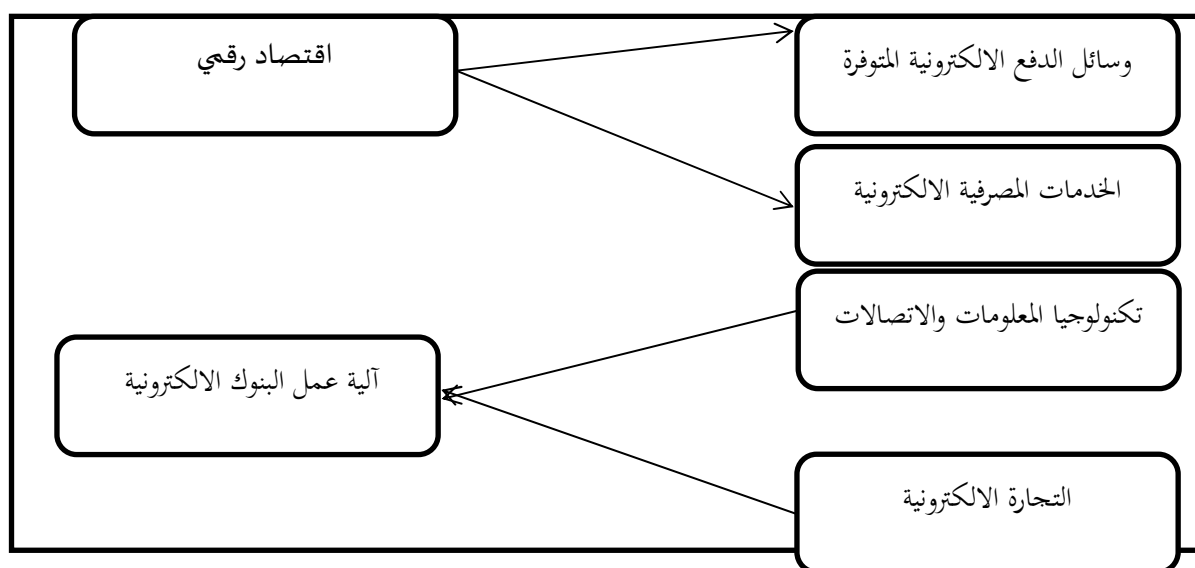 وسائل الدفع الالكترونية المتوفرة
اقتصاد رقمي
الخدمات المصرفية الالكترونية
تكنولوجيا المعلومات والاتصالات
آلية عمل البنوك الالكترونية
التجارة الالكترونية